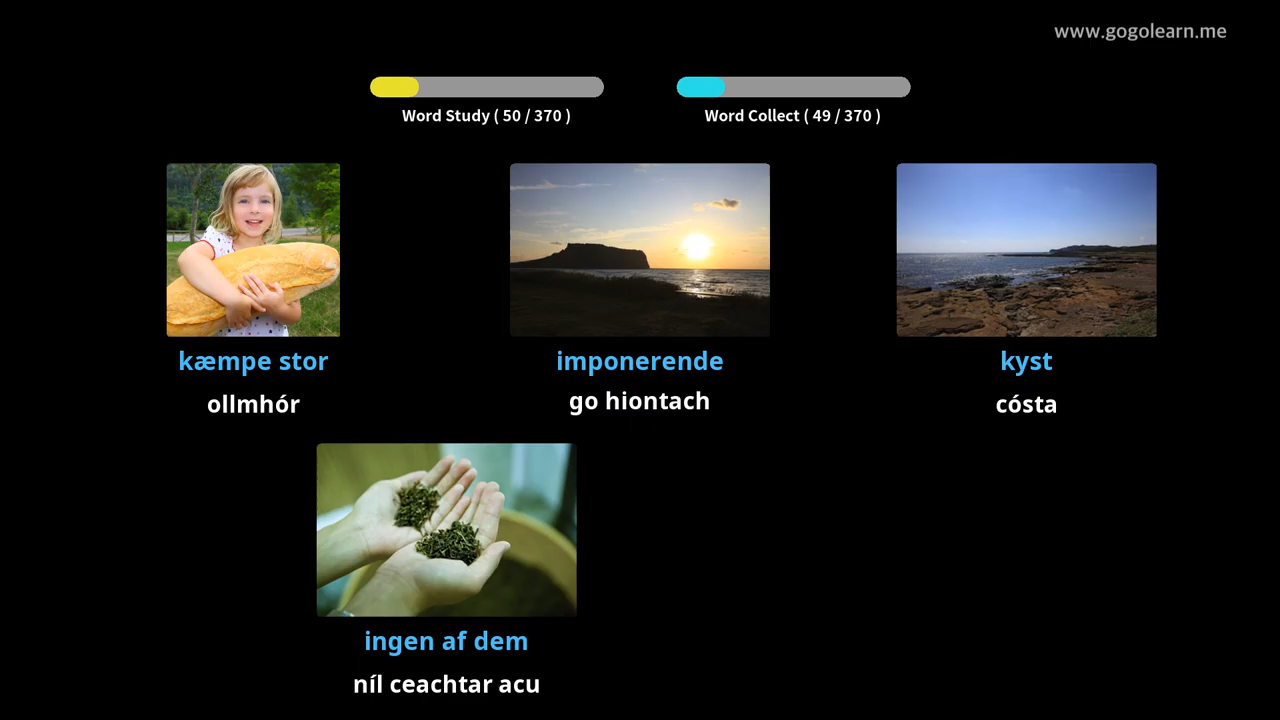 www.gogolearn.me
Word Study ( 50 / 370 )
Word Collect ( 49 / 370 )
kæmpe stor
ollmhór
imponerende
go hiontach
kyst
cósta
ingen af dem
níl ceachtar acu